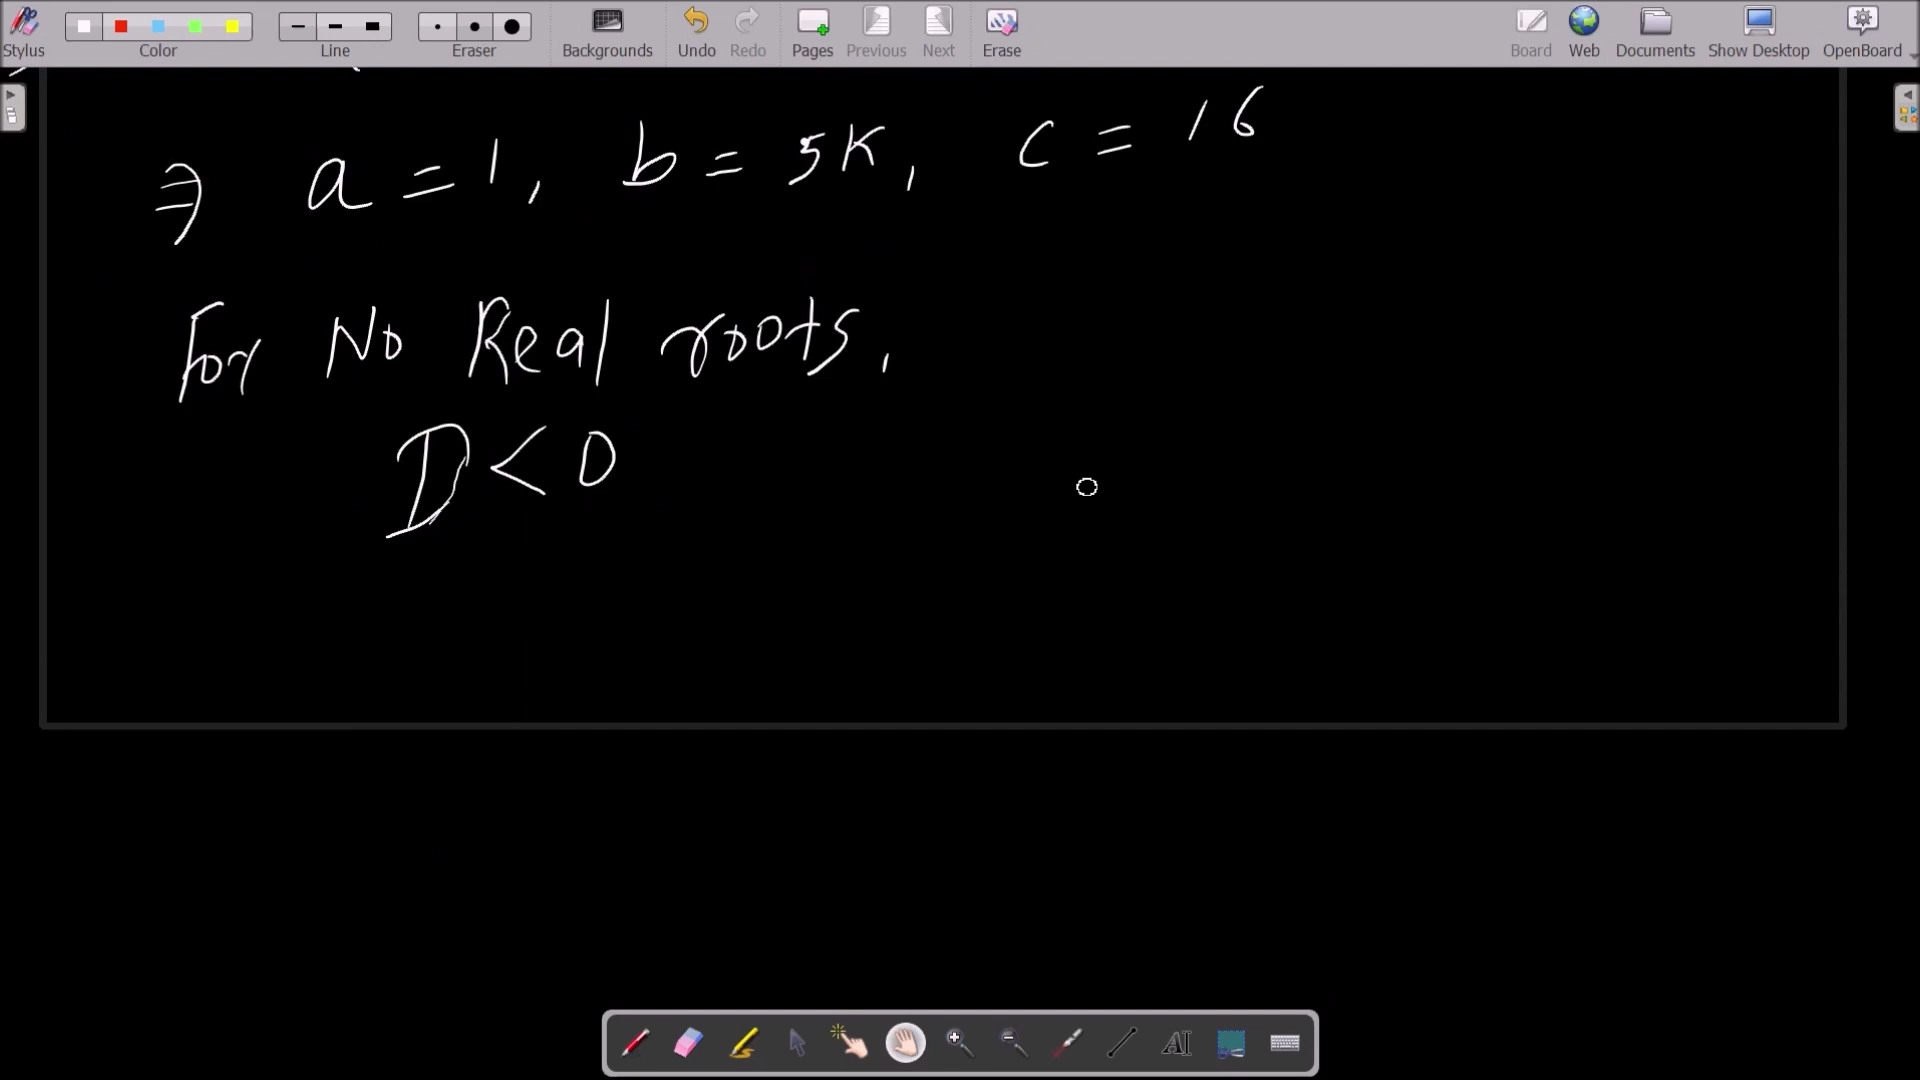 Stylus Color Line Eraser Backgrounds Undo Redo Pages Previous Next Erase Board Web Documents Show Desktop OpenBoard
⇒ a = 1, b = 5K, c = 16
For No Real roots,
D < 0
AI